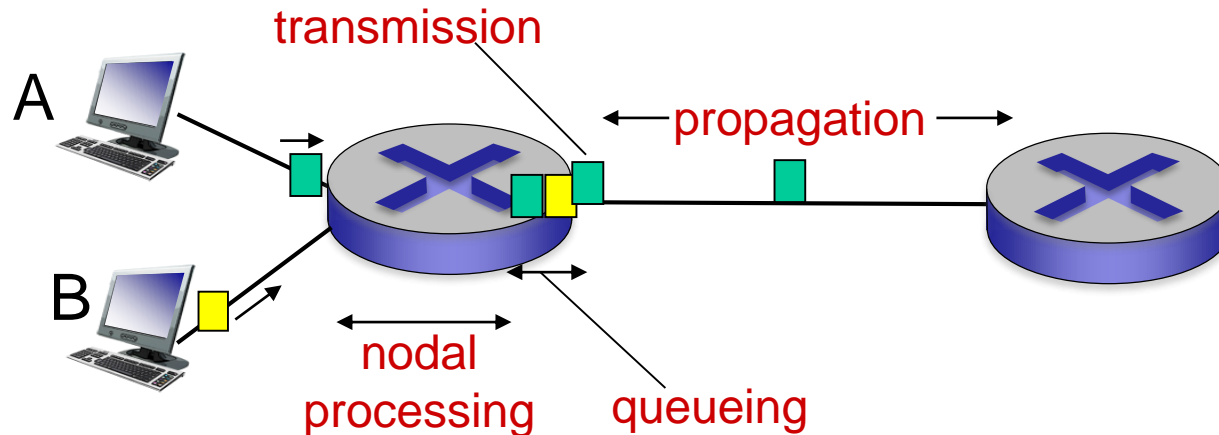 transmission
A
propagation
B
nodal
processing
queueing